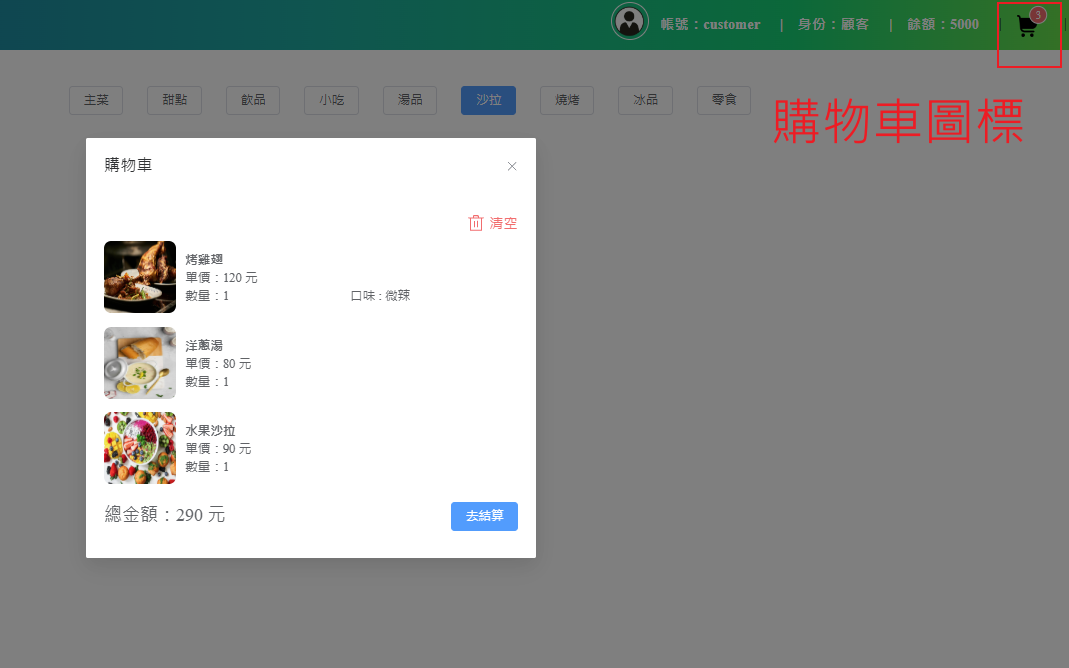 帳號：customer | 身份：顧客 | 餘額：5000 | 3 |
主菜 甜點 飲品 小吃 湯品 沙拉 燒烤 冰品 零食
購物車圖標
購物車
清空
烤雞翅
單價：120 元
數量：1 口味 : 微辣
洋蔥湯
單價：80 元
數量：1
水果沙拉
單價：90 元
數量：1
總金額：290 元 去結算